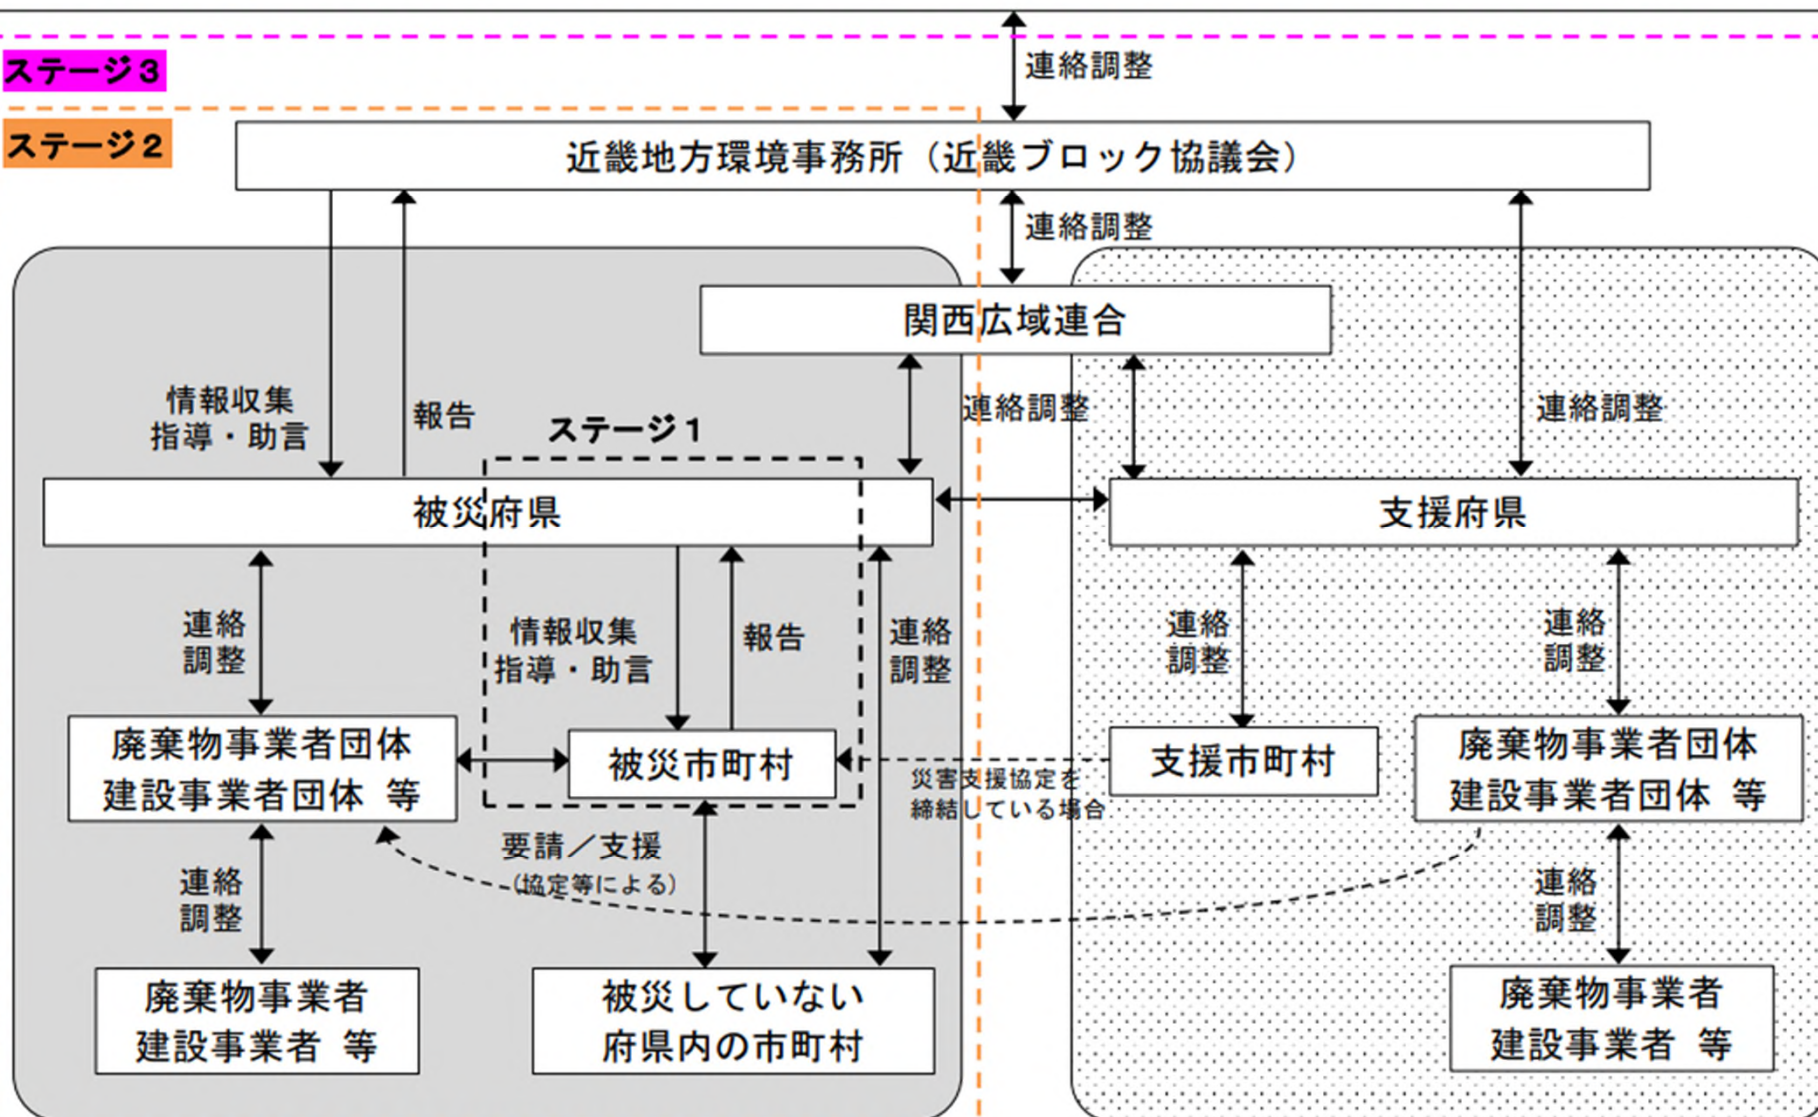 連絡調整
ステージ3
ステージ2
近畿地方環境事務所（近畿ブロック協議会）
連絡調整
関西広域連合
情報収集
指導・助言
報告
ステージ1
連絡調整
連絡調整
被災府県
支援府県
連絡
調整
情報収集
指導・助言
報告
連絡
調整
連絡
調整
連絡
調整
廃棄物事業者団体
建設事業者団体 等
被災市町村
災害支援協定を
締結している場合
支援市町村
廃棄物事業者団体
建設事業者団体 等
要請／支援
（協定等による）
連絡
調整
連絡
調整
廃棄物事業者
建設事業者 等
被災していない
府県内の市町村
廃棄物事業者
建設事業者 等